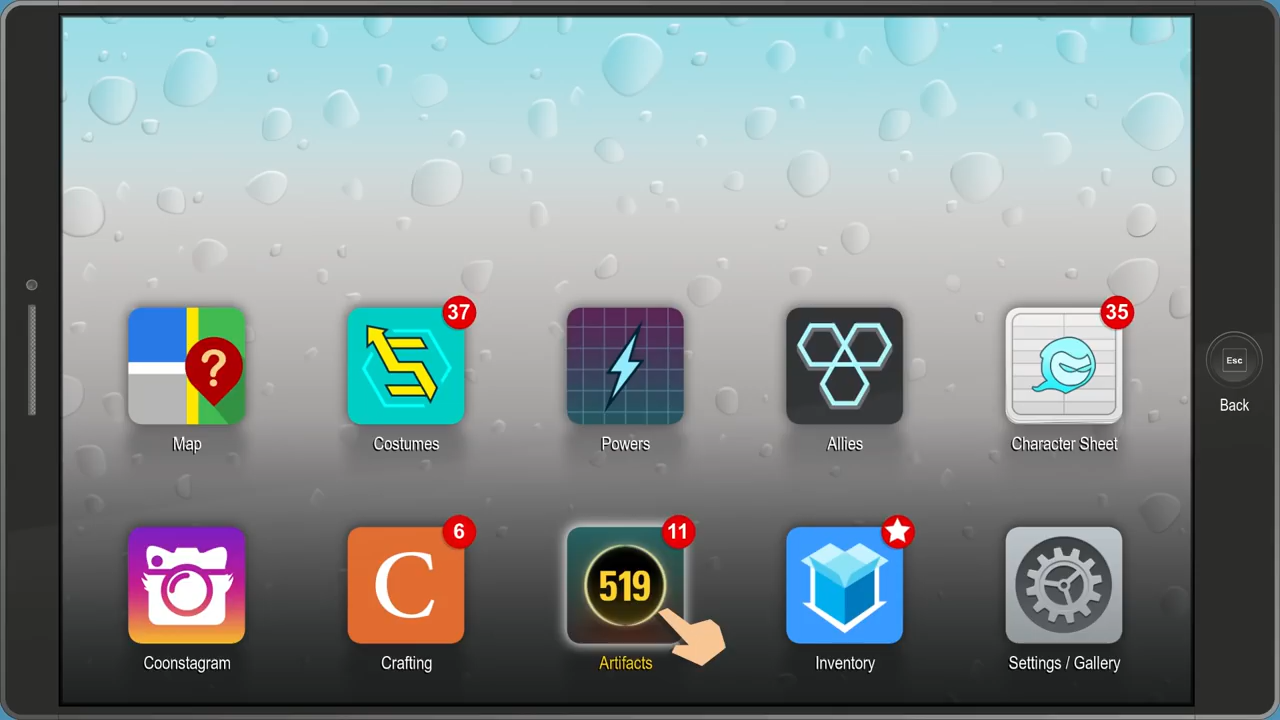 37
35
?
Esc
Back
Map
Costumes
Powers
Allies
Character Sheet
6
11
C
519
Coonstagram
Crafting
Artifacts
Inventory
Settings / Gallery